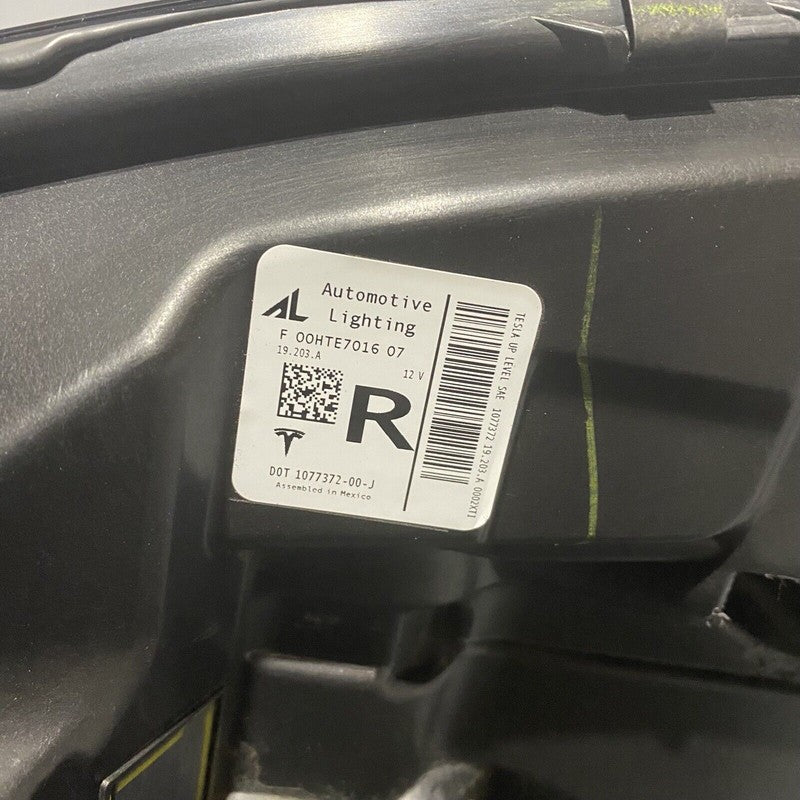 AL
Automotive
Lighting
F 00HTE7016 07
19.203.A
12 V
R
DOT 1077372-00-J
Assembled in Mexico
TESLA UP LEVEL SAE 1077372 19.203.A 0002XTI